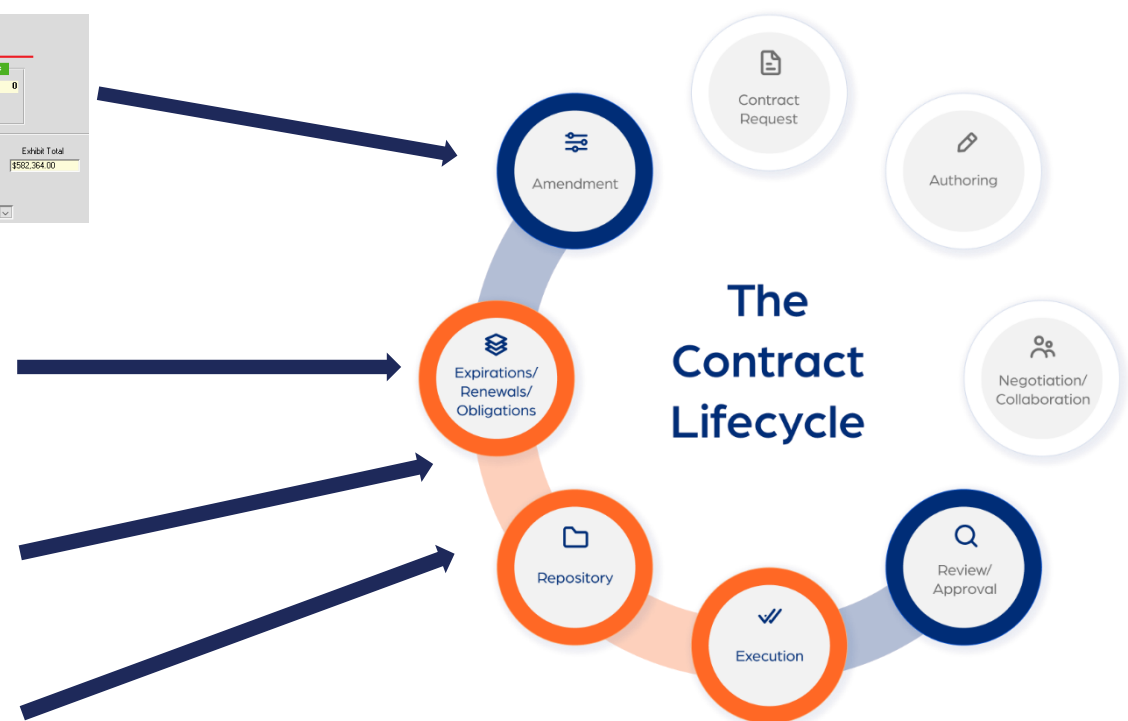 0
Exhibit Total
$582,364.00
Contract
Request
Authoring
Amendment
The
Contract
Lifecycle
Negotiation/
Collaboration
Expirations/
Renewals/
Obligations
Repository
Review/
Approval
Execution